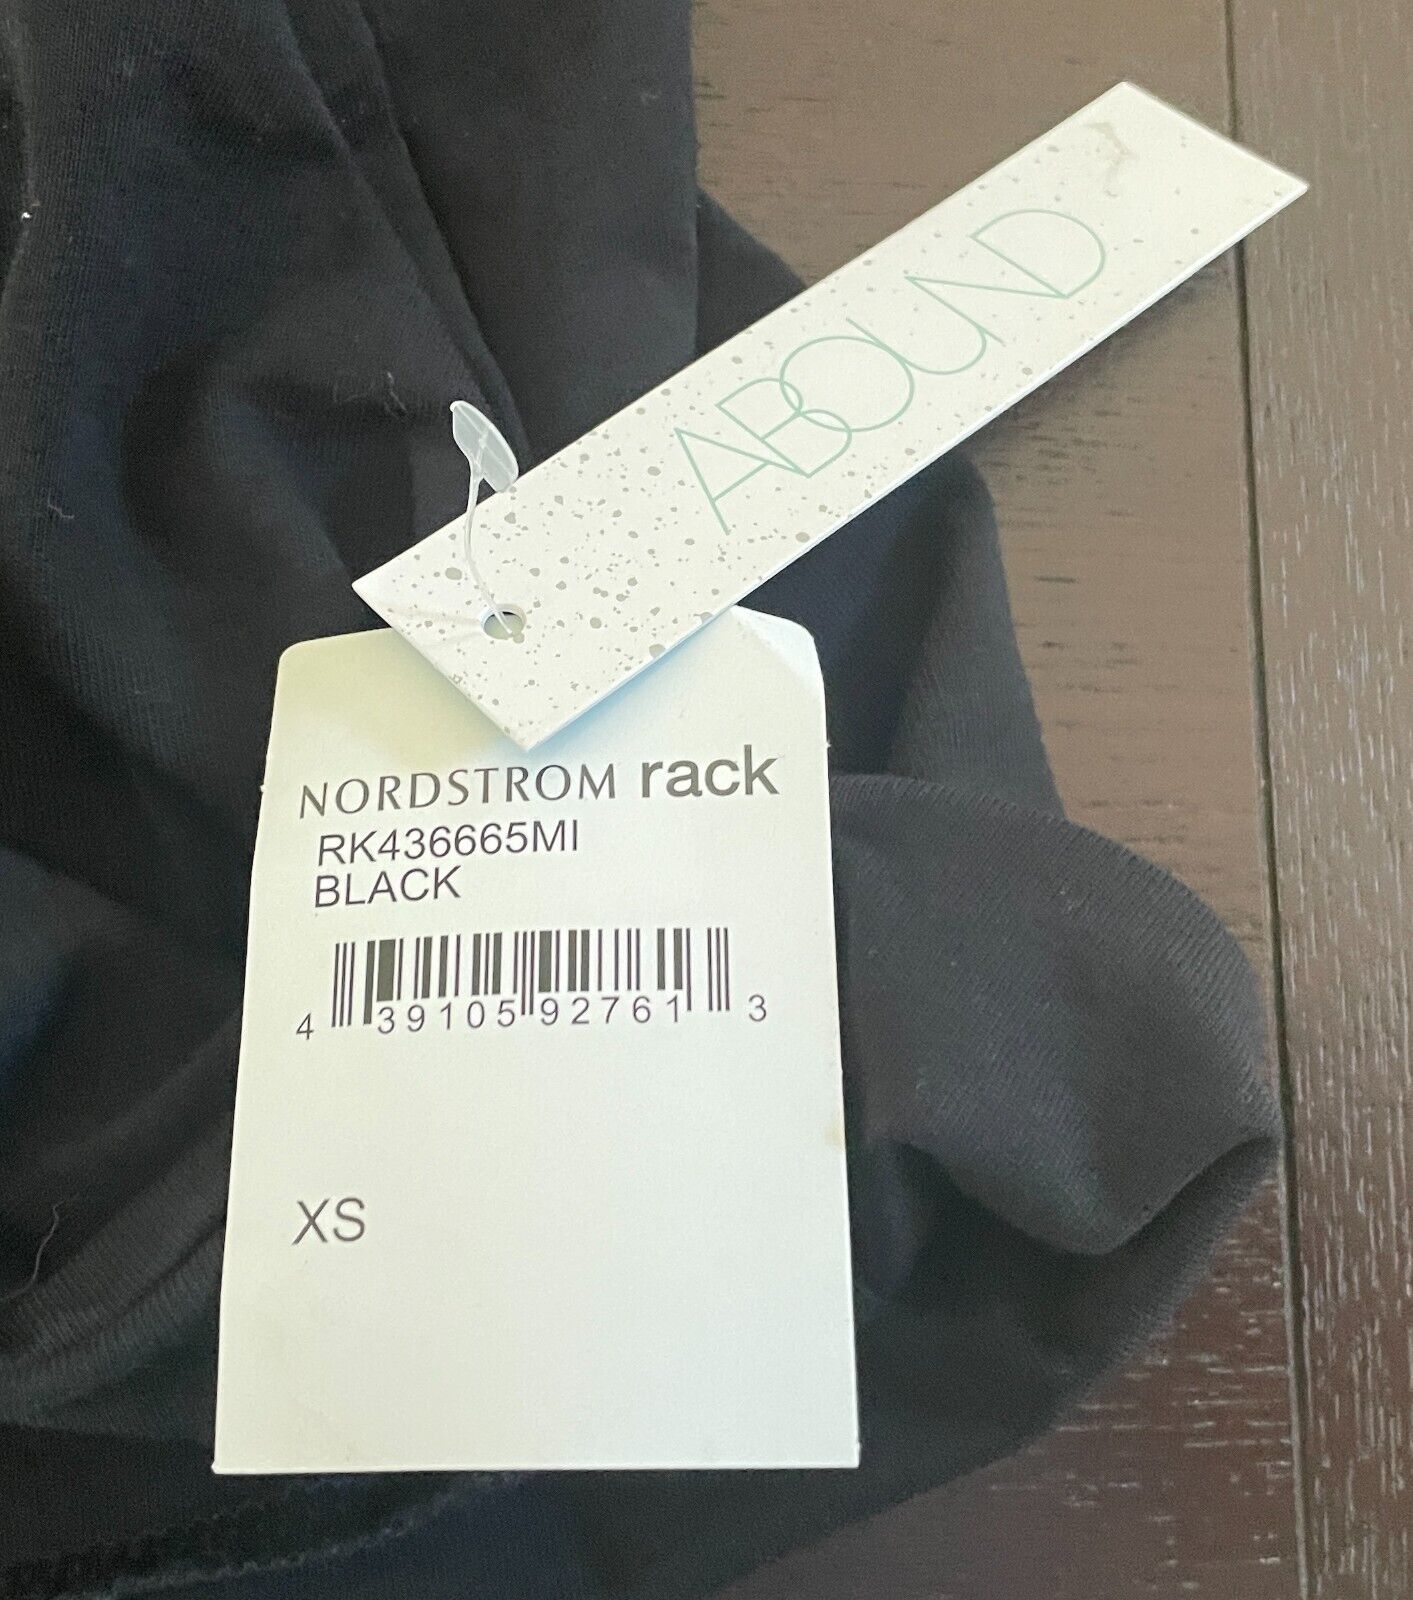 ABOUND
NORDSTROM rack
RK436665MI
BLACK
4 39105 92761 3
XS